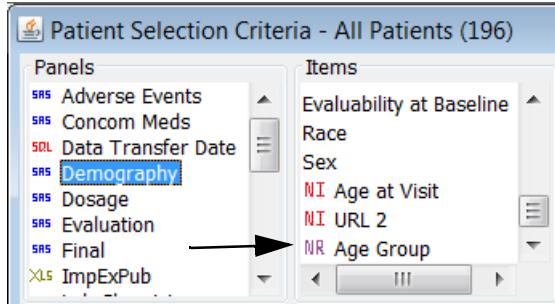 Patient Selection Criteria - All Patients (196)
Panels
SAS Adverse Events
SAS Concom Meds
SQL Data Transfer Date
SAS Demography
SAS Dosage
SAS Evaluation
SAS Final
XLS ImpExPub
Items
Evaluability at Baseline
Race
Sex
NI Age at Visit
NI URL 2
NR Age Group